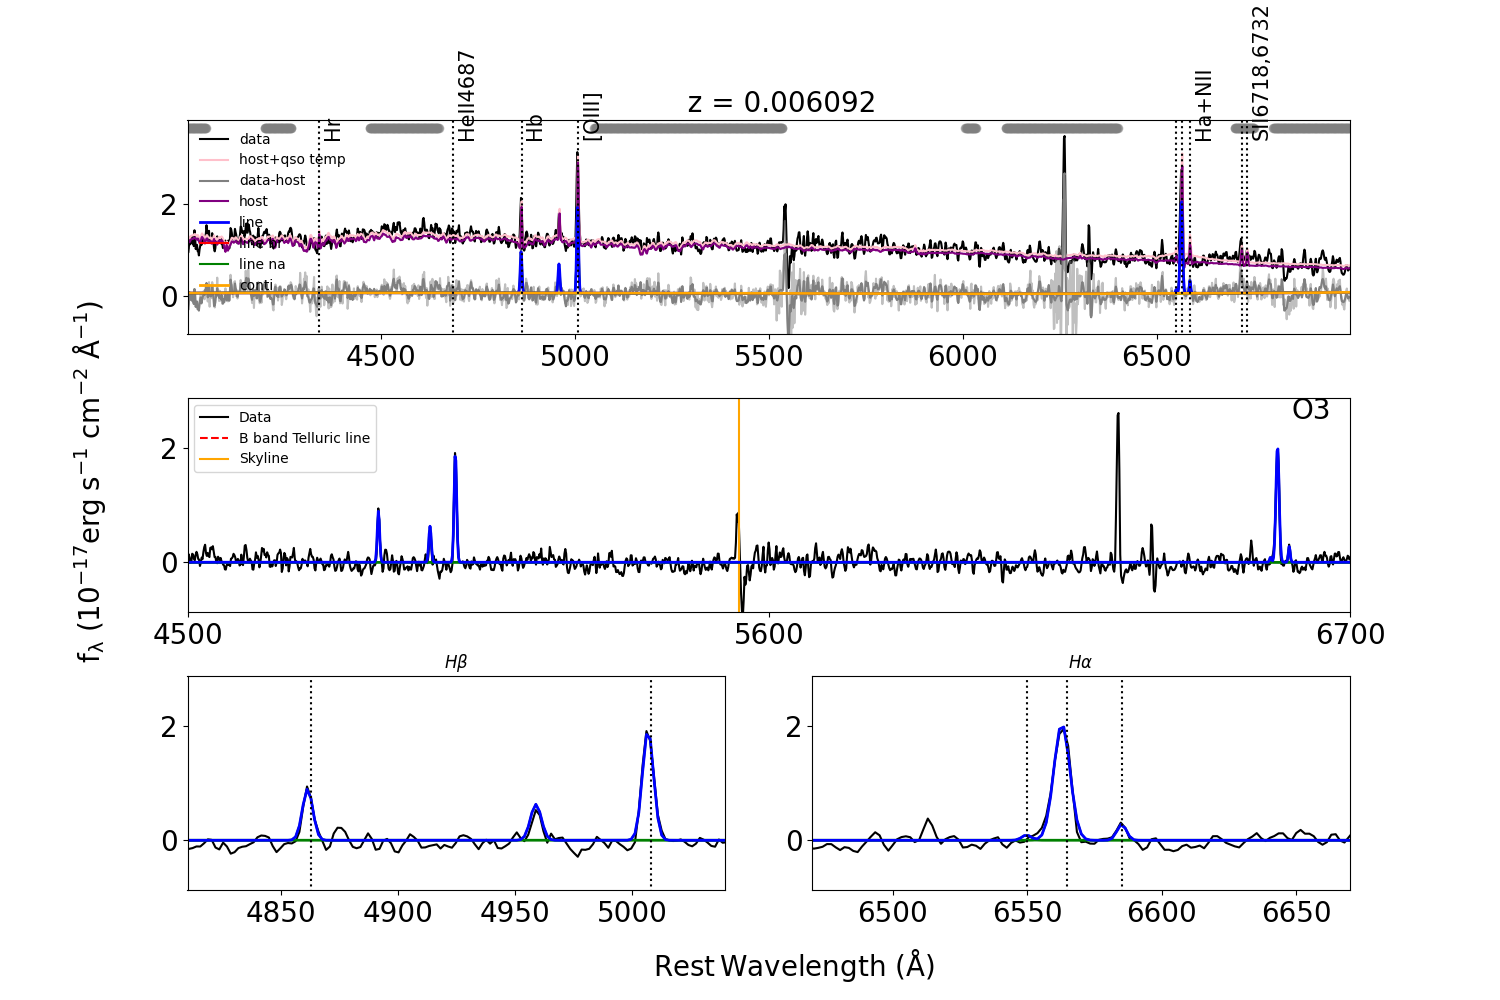 z = 0.006092
Hr
HeII4687
Hb
[OIII]
Ha+NII
SII6718,6732
data
host+qso temp
data-host
host
line
line na
conti
2
0
4500
5000
5500
6000
6500
O3
Data
B band Telluric line
Skyline
2
0
4500
5600
6700
fλ (10⁻¹⁷erg s⁻¹ cm⁻² Å⁻¹)
Hβ
2
0
4850
4900
4950
5000
Hα
2
0
6500
6550
6600
6650
Rest Wavelength (Å)